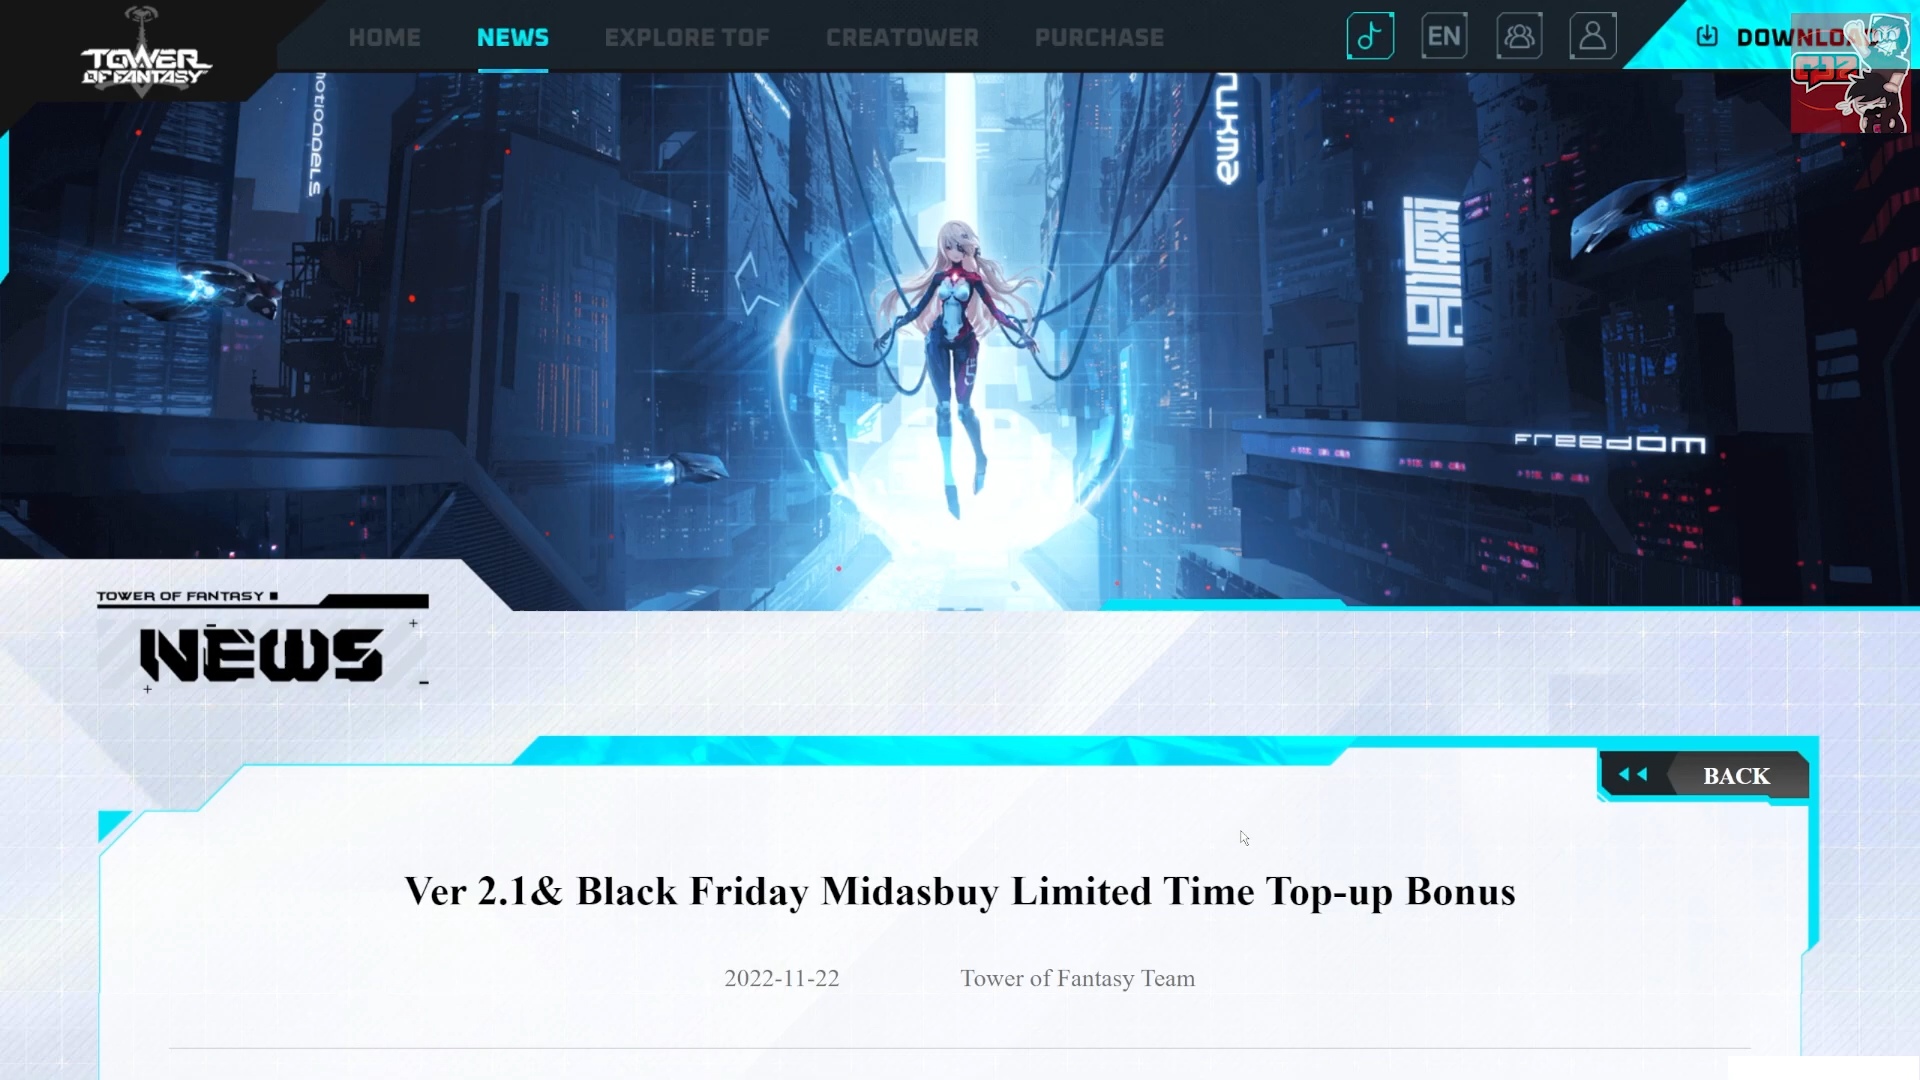 TOWER OF FANTASY
HOME
NEWS
EXPLORE TOF
CREATOWER
PURCHASE
EN
FREEDOM
TOWER OF FANTASY
NEWS
BACK
Ver 2.1& Black Friday Midasbuy Limited Time Top-up Bonus
2022-11-22
Tower of Fantasy Team